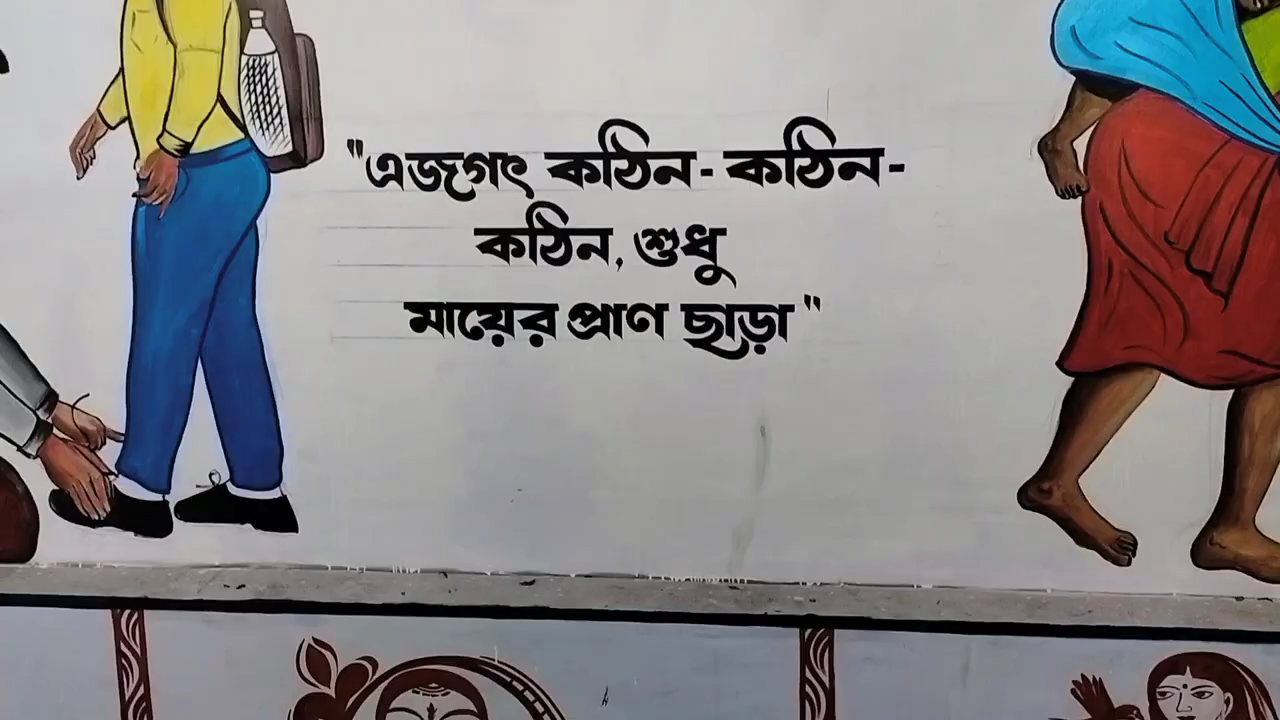 "এজগৎ কঠিন- কঠিন-
কঠিন, শুধু
মায়ের প্রাণ ছাড়া"